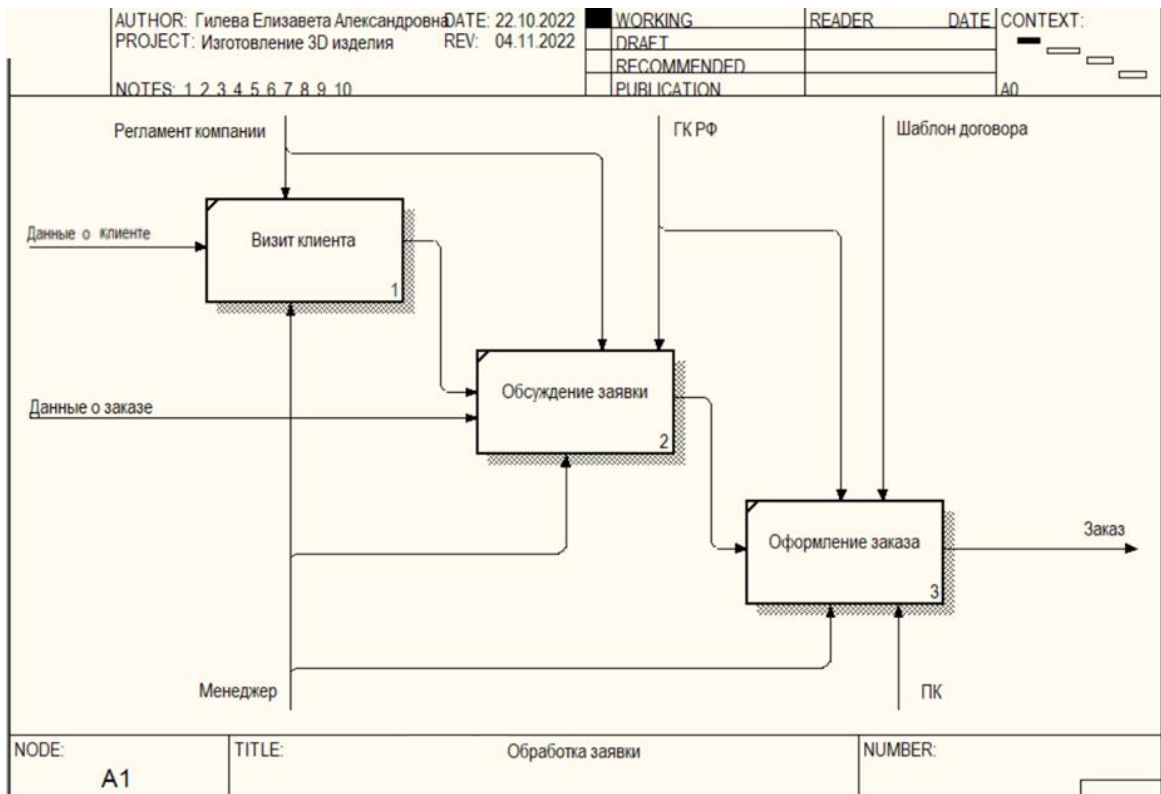 AUTHOR: Гилева Елизавета Александровна DATE: 22.10.2022 WORKING READER DATE CONTEXT:
PROJECT: Изготовление 3D изделия REV: 04.11.2022 DRAFT
RECOMMENDED
NOTES: 1 2 3 4 5 6 7 8 9 10 PUBLICATION A0
Регламент компании ГК РФ Шаблон договора
Данные о клиенте
Визит клиента
1
Обсуждение заявки
Данные о заказе
2
Заказ
Оформление заказа
3
Менеджер ПК
NODE: TITLE: Обработка заявки NUMBER:
A1